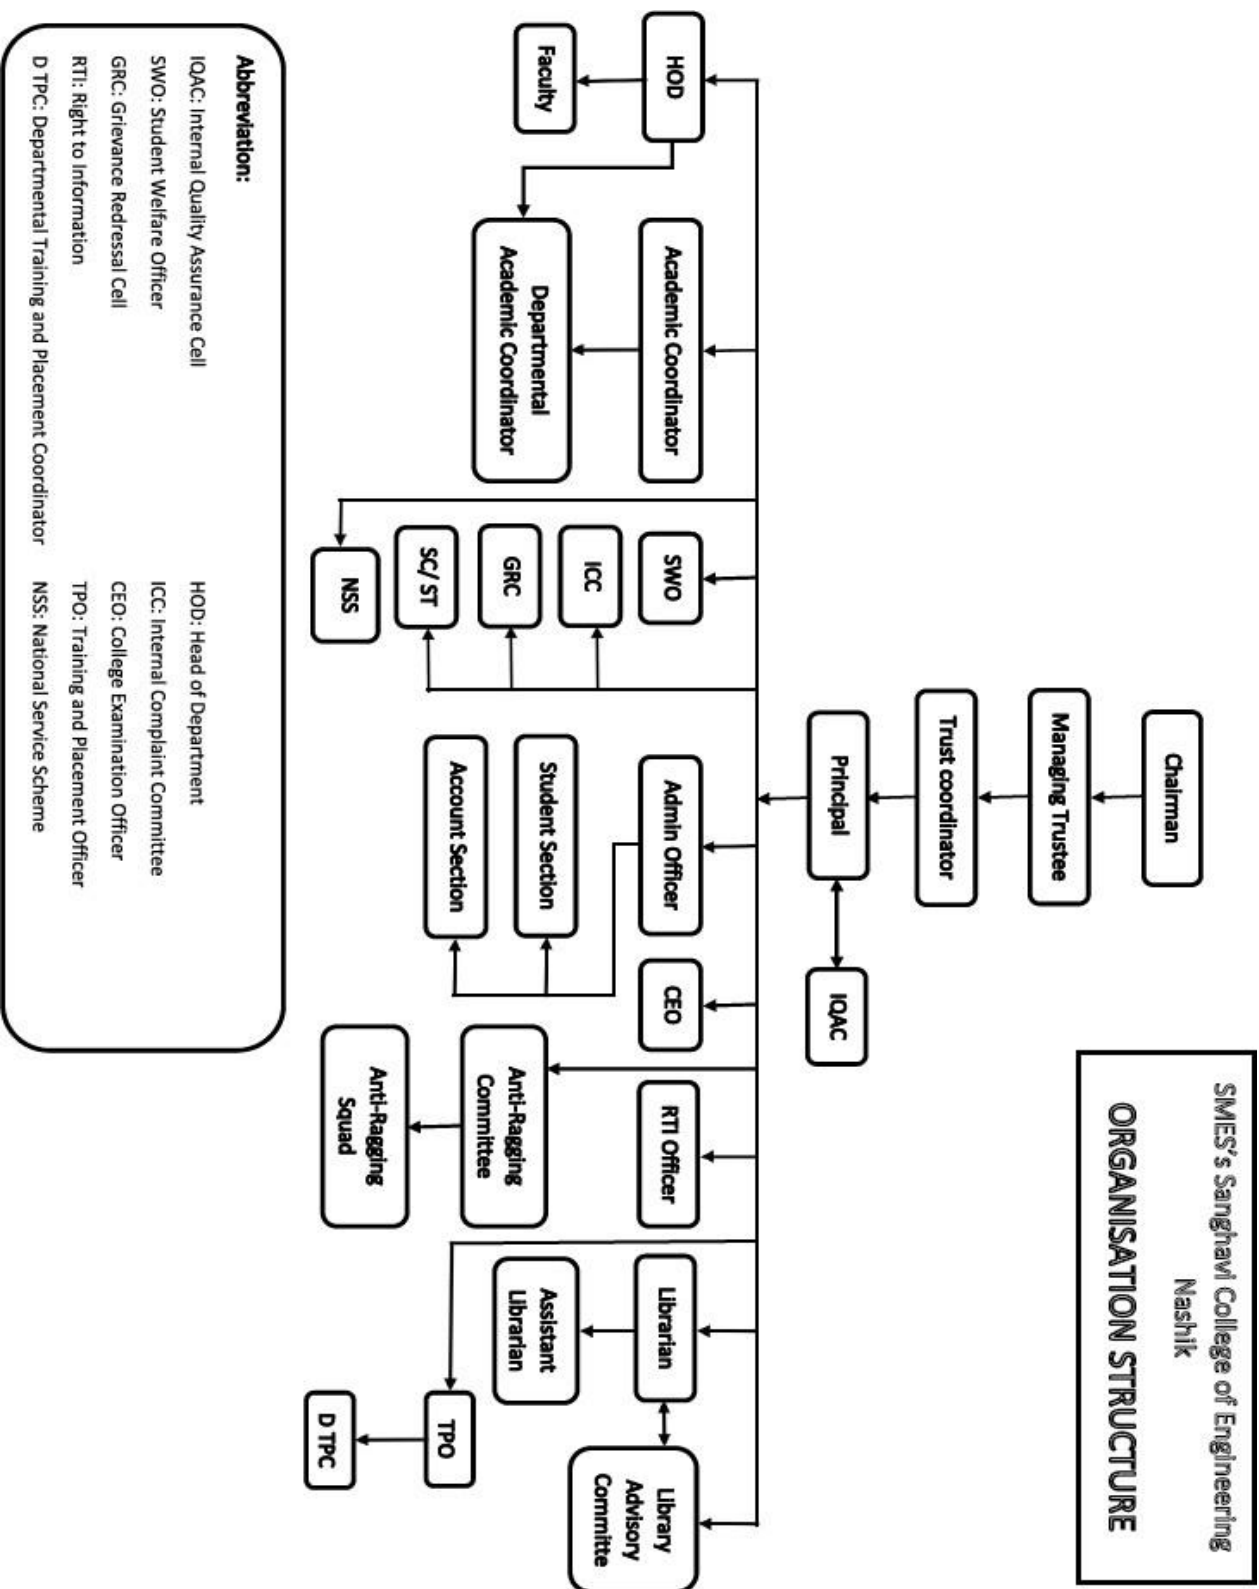 SMES's Sanghavi College of Engineering
Nashik
ORGANISATION STRUCTURE
Chairman
Managing Trustee
Trust coordinator
Principal
IQAC
HOD
Academic Coordinator
SWO
Admin Officer
CEO
RTI Officer
Librarian
Library
Advisory
Committe
Faculty
Departmental
Academic Coordinator
ICC
GRC
SC/ ST
NSS
Student Section
Account Section
Anti-Ragging
Committee
Anti-Ragging
Squad
Assistant
Librarian
TPO
D TPC
Abbreviation:
IQAC: Internal Quality Assurance Cell HOD: Head of Department
SWO: Student Welfare Officer ICC: Internal Complaint Committee
GRC: Grievance Redressal Cell CEO: College Examination Officer
RTI: Right to Information TPO: Training and Placement Officer
D TPC: Departmental Training and Placement Coordinator NSS: National Service Scheme